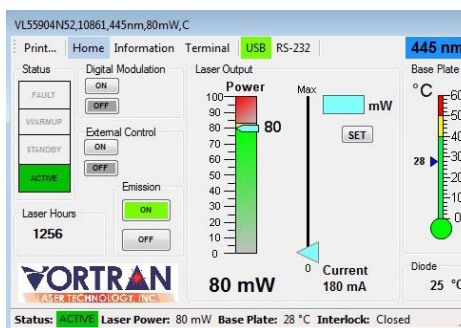 VL55904N52,10861,445nm,80mW,C
Print... Home Information Terminal USB RS-232 445 nm
Status Digital Modulation Laser Output Base Plate
FAULT
WARMUP
STANDBY
ACTIVE
ON
OFF
External Control
ON
OFF
Emission
ON
OFF
Laser Hours
1256
Power
100
90
80
70
60
50
40
30
20
10
0
80
80 mW
Max
0
mW
SET
Current
180 mA
°C
60
50
40
30
20
10
0
28
Diode
25 °C
VORTRAN
LASER TECHNOLOGY, INC.
Status: ACTIVE Laser Power: 80 mW Base Plate: 28 °C Interlock: Closed